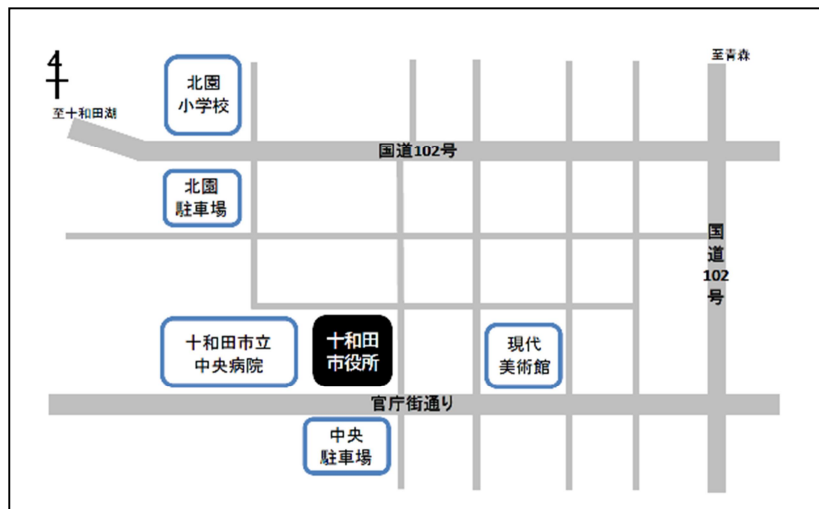 至青森
4
北園
小学校
至十和田湖
国道102号
北園
駐車場
国
道
102
号
十和田市立
中央病院
十和田
市役所
現代
美術館
官庁街通り
中央
駐車場